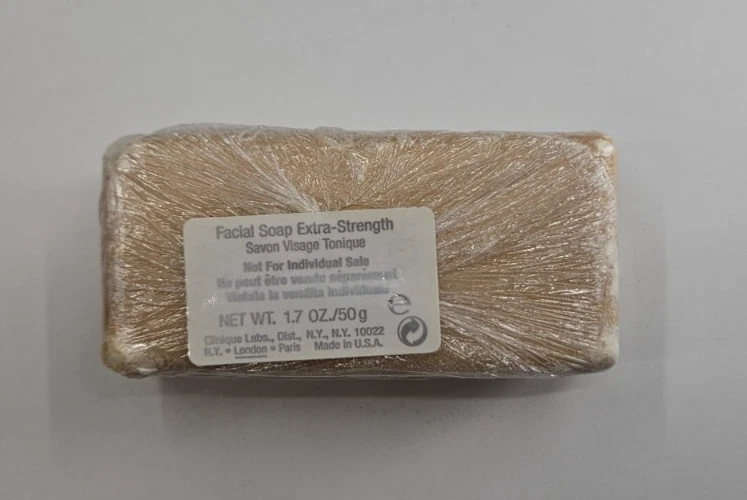 Facial Soap Extra-Strength
Savon Visage Tonique
Not For Individual Sale
Ne peut être vendu séparément
Vietata la vendita individuale
NET WT. 1.7 OZ./50g e
Clinique Labs., Dist., N.Y., N.Y. 10022
N.Y. • London • Paris Made in U.S.A.